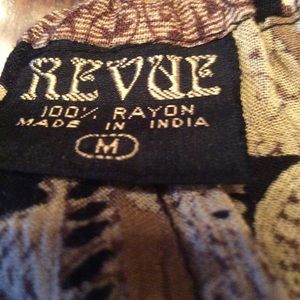 REVUE
100% RAYON
MADE IN INDIA
M